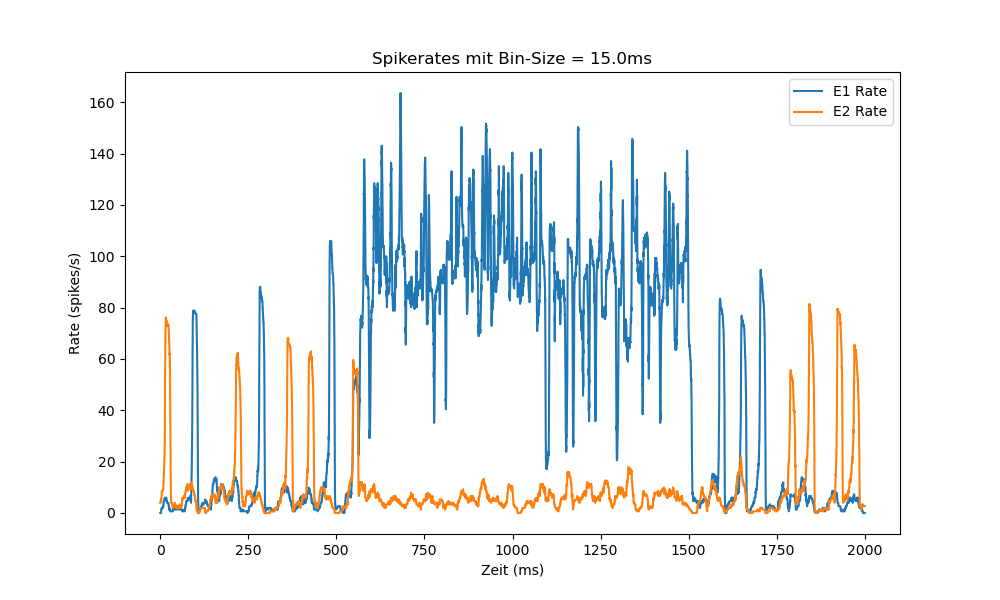 Spikerates mit Bin-Size = 15.0ms
E1 Rate
E2 Rate
160
140
120
100
80
60
40
20
0
Rate (spikes/s)
0 250 500 750 1000 1250 1500 1750 2000
Zeit (ms)